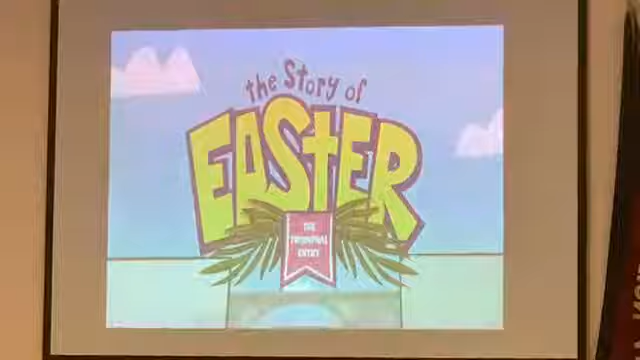 the Story of
EASTER
THE
TRIUMPHAL
ENTRY